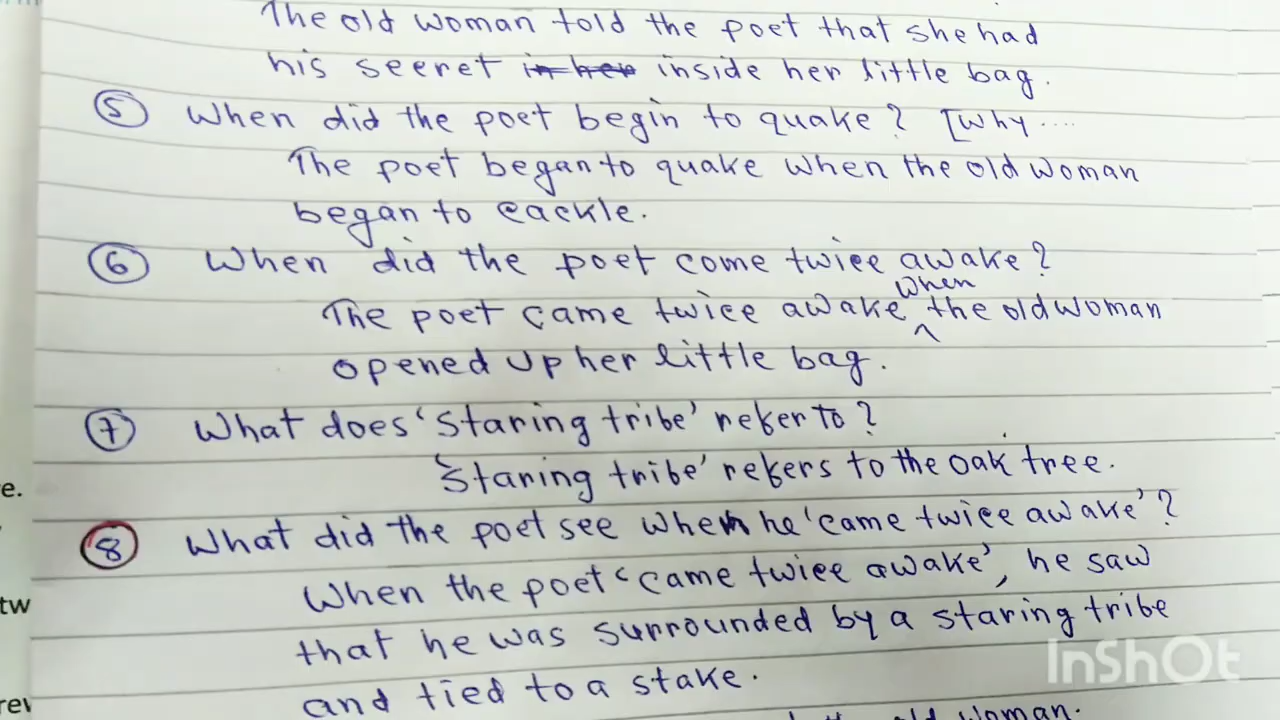 The old woman told the poet that she had
his secret in her inside her little bag.
5 When did the poet begin to quake? [Why ....
The poet began to quake when the old woman
began to cackle.
6 When did the poet come twice awake?
when
The poet came twice awake ^ the old woman
opened up her little bag.
7 What does 'staring tribe' refer to?
'Staring tribe' refers to the oak tree.
e.
8 What did the poet see when he 'came twice awake'?
When the poet 'came twice awake', he saw
tw
that he was surrounded by a staring tribe
and tied to a stake.
InShOt
rev
old woman.